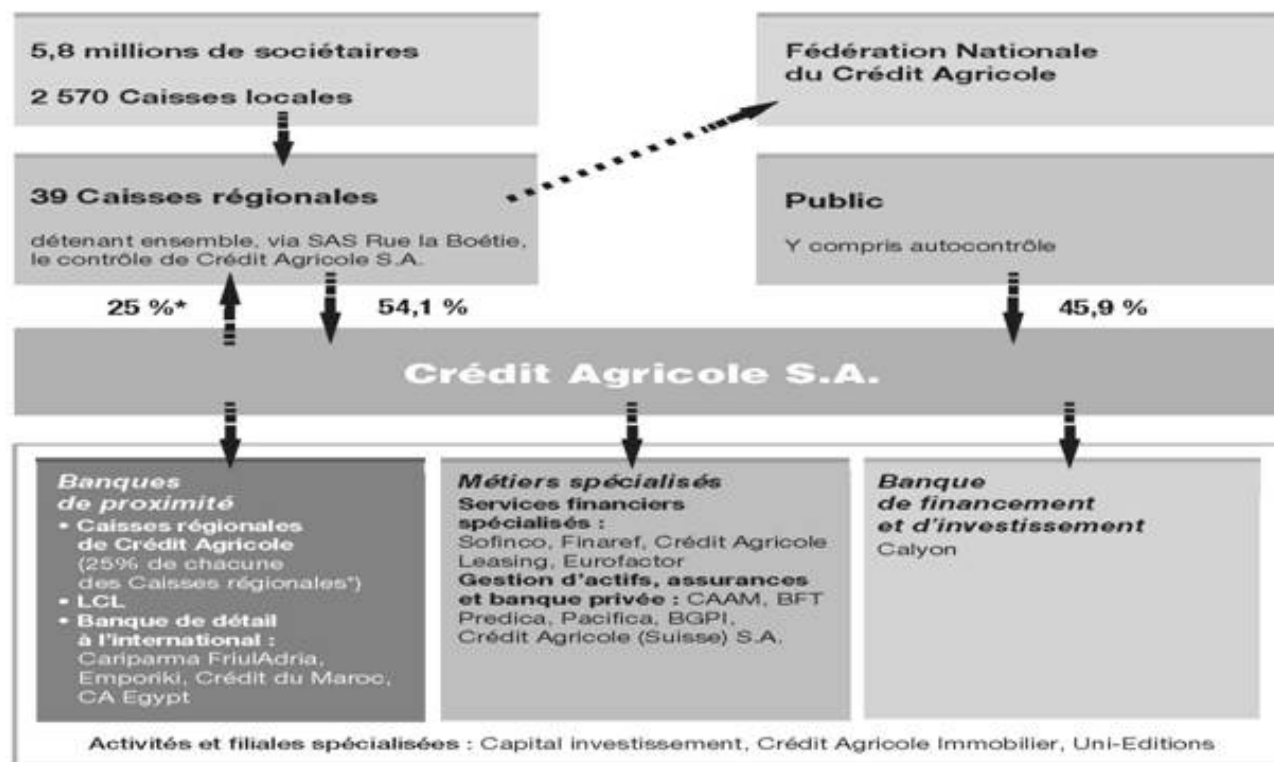 5,8 millions de sociétaires
2 570 Caisses locales
Fédération Nationale
du Crédit Agricole
39 Caisses régionales
détenant ensemble, via SAS Rue la Boétie,
le contrôle de Crédit Agricole S.A.
Public
Y compris autocontrôle
25 %*
54,1 %
45,9 %
Crédit Agricole S.A.
Banques
de proximité
• Caisses régionales
de Crédit Agricole
(25% de chacune
des Caisses régionales*)
• LCL
• Banque de détail
à l'international :
Cariparma FriulAdria,
Emporiki, Crédit du Maroc,
CA Egypt
Métiers spécialisés
Services financiers
spécialisés :
Sofinco, Finaref, Crédit Agricole
Leasing, Eurofactor
Gestion d'actifs, assurances
et banque privée : CAAM, BFT
Predica, Pacifica, BGPI,
Crédit Agricole (Suisse) S.A.
Banque
de financement
et d'investissement
Calyon
Activités et filiales spécialisées : Capital investissement, Crédit Agricole Immobilier, Uni-Editions